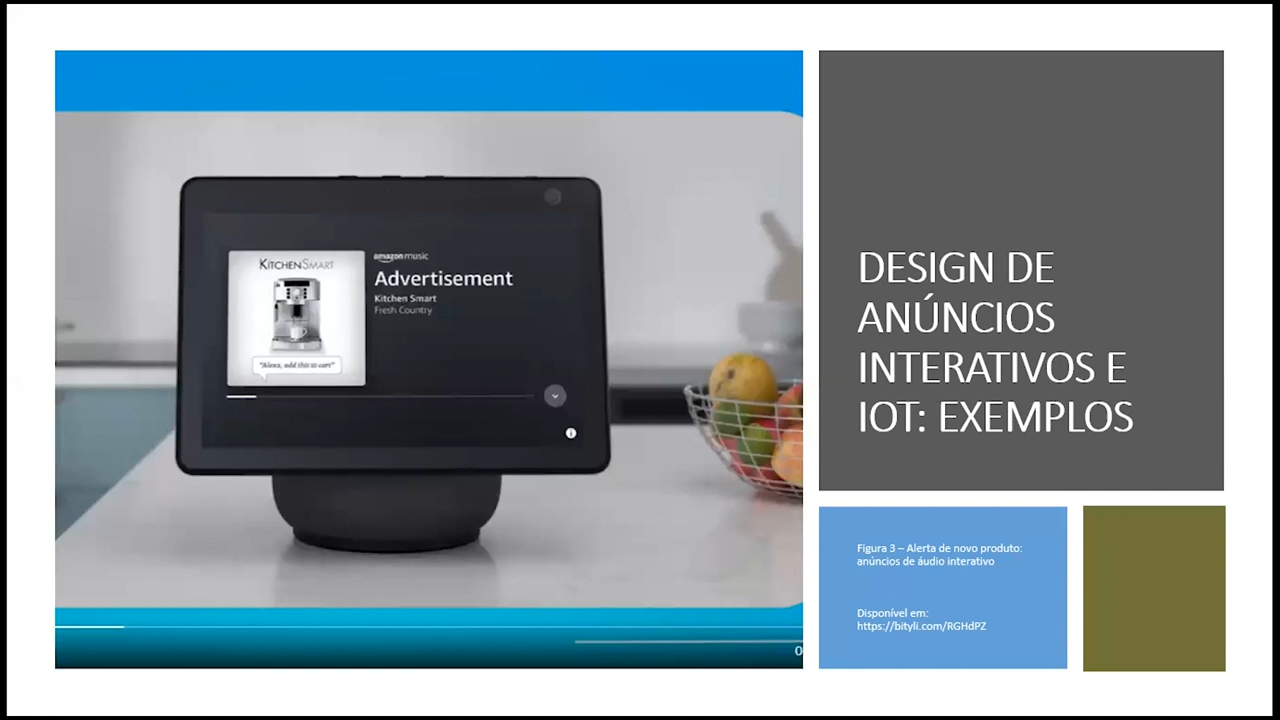 KITCHENSMART
"Alexa, add this to cart"
amazon music
Advertisement
Kitchen Smart
Fresh Country
0
DESIGN DE
ANÚNCIOS
INTERATIVOS E
IOT: EXEMPLOS
Figura 3 – Alerta de novo produto:
anúncios de áudio interativo
Disponível em:
https://bityli.com/RGHdPZ